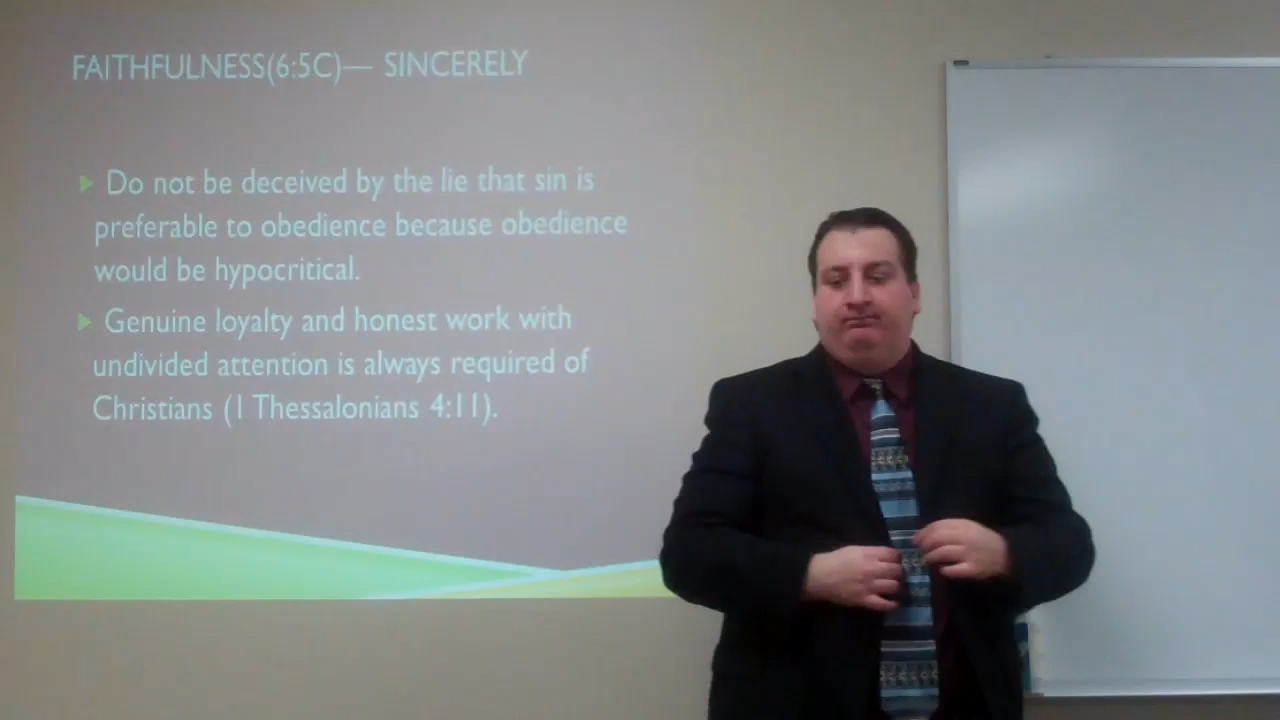 FAITHFULNESS(6:5C)— SINCERELY
Do not be deceived by the lie that sin is
preferable to obedience because obedience
would be hypocritical.
Genuine loyalty and honest work with
undivided attention is always required of
Christians (1 Thessalonians 4:11).